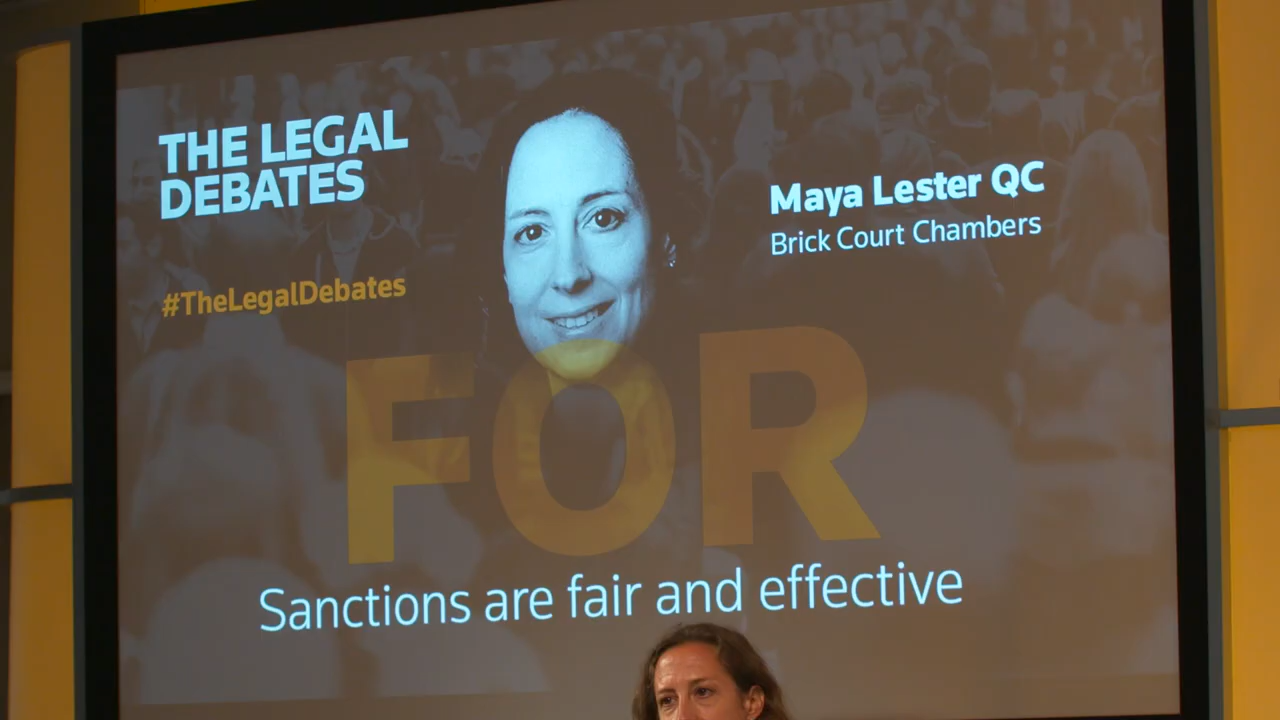 THE LEGAL
DEBATES
#TheLegalDebates
Maya Lester QC
Brick Court Chambers
FOR
Sanctions are fair and effective